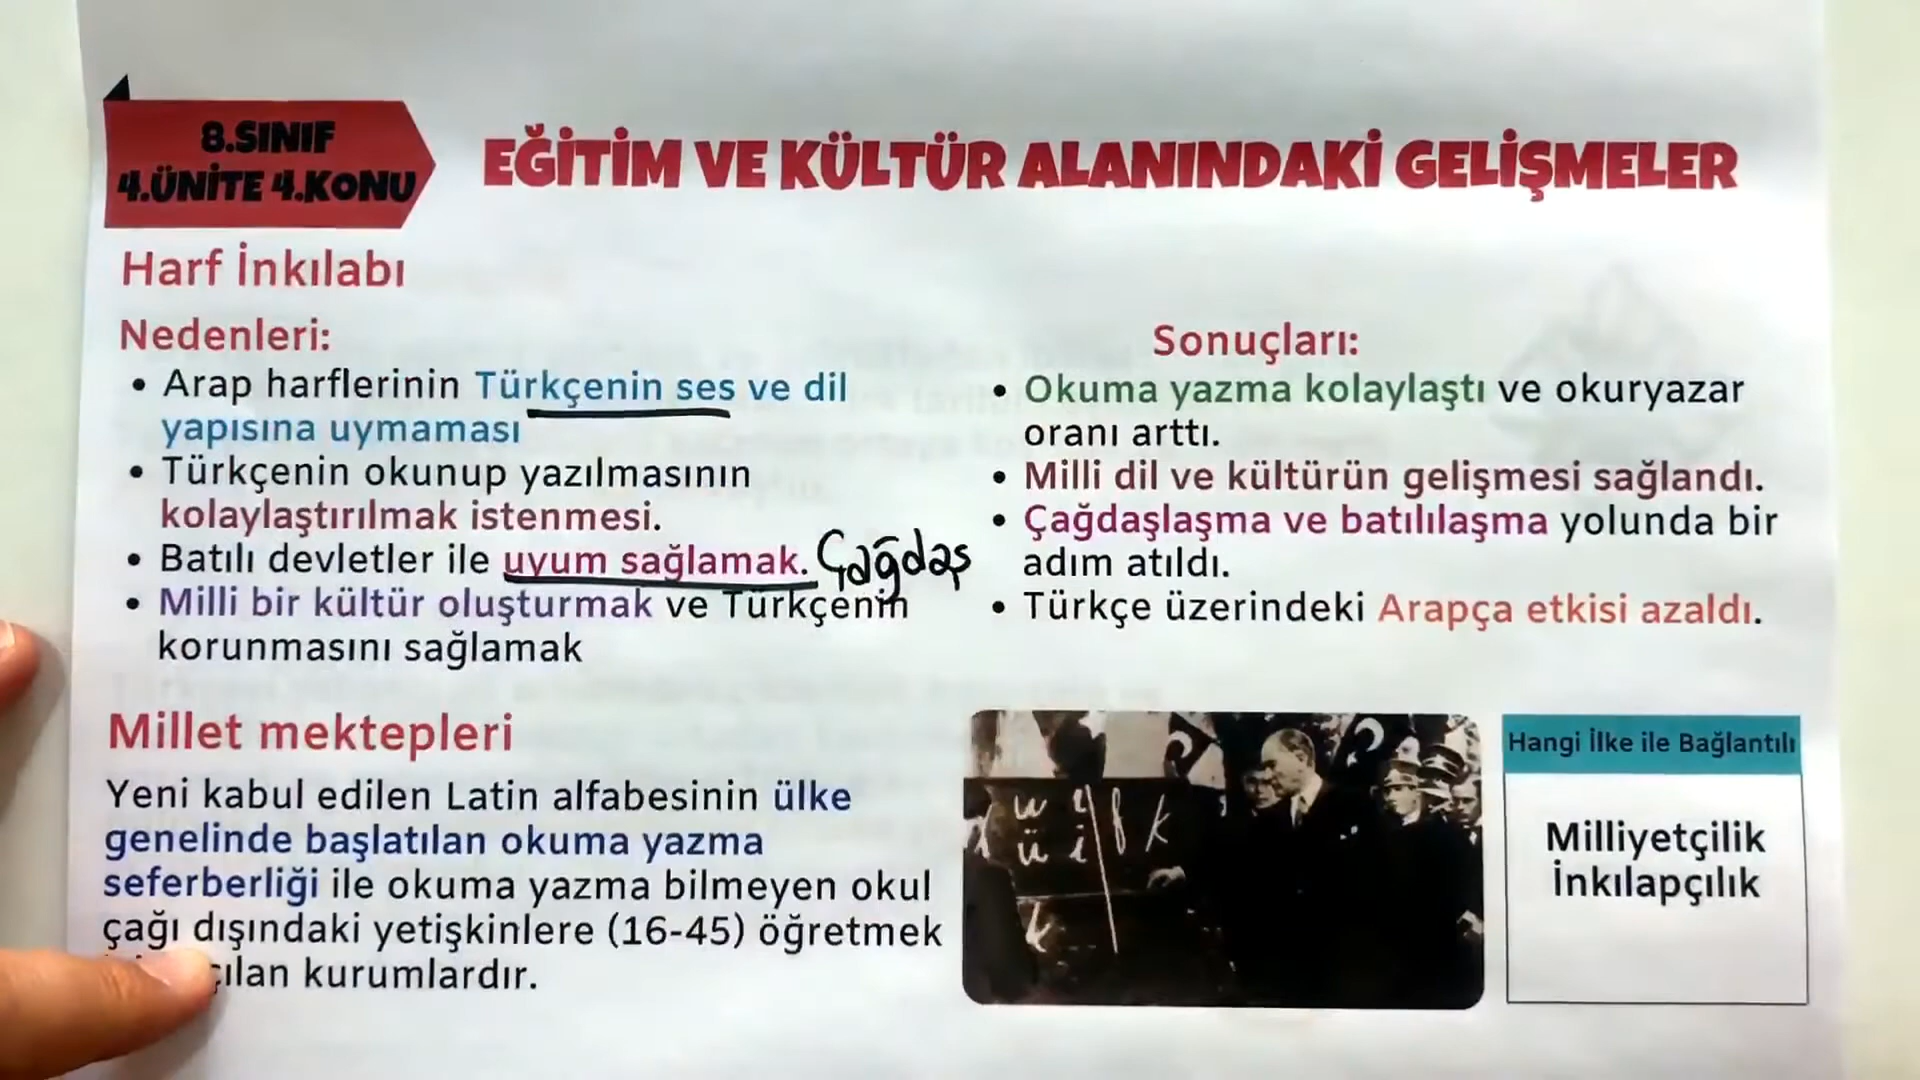 8.SINIF
4.ÜNİTE 4.KONU
EĞİTİM VE KÜLTÜR ALANINDAKİ GELİŞMELER
Harf İnkılabı
Nedenleri:
• Arap harflerinin Türkçenin ses ve dil
yapısına uymaması
• Türkçenin okunup yazılmasının
kolaylaştırılmak istenmesi.
• Batılı devletler ile uyum sağlamak. Çağdaş
• Milli bir kültür oluşturmak ve Türkçenin
korunmasını sağlamak
Sonuçları:
• Okuma yazma kolaylaştı ve okuryazar
oranı arttı.
• Milli dil ve kültürün gelişmesi sağlandı.
• Çağdaşlaşma ve batılılaşma yolunda bir
adım atıldı.
• Türkçe üzerindeki Arapça etkisi azaldı.
Millet mektepleri
Yeni kabul edilen Latin alfabesinin ülke
genelinde başlatılan okuma yazma
seferberliği ile okuma yazma bilmeyen okul
çağı dışındaki yetişkinlere (16-45) öğretmek
kurumlardır.
ü i k
Hangi İlke ile Bağlantılı
Milliyetçilik
İnkılapçılık